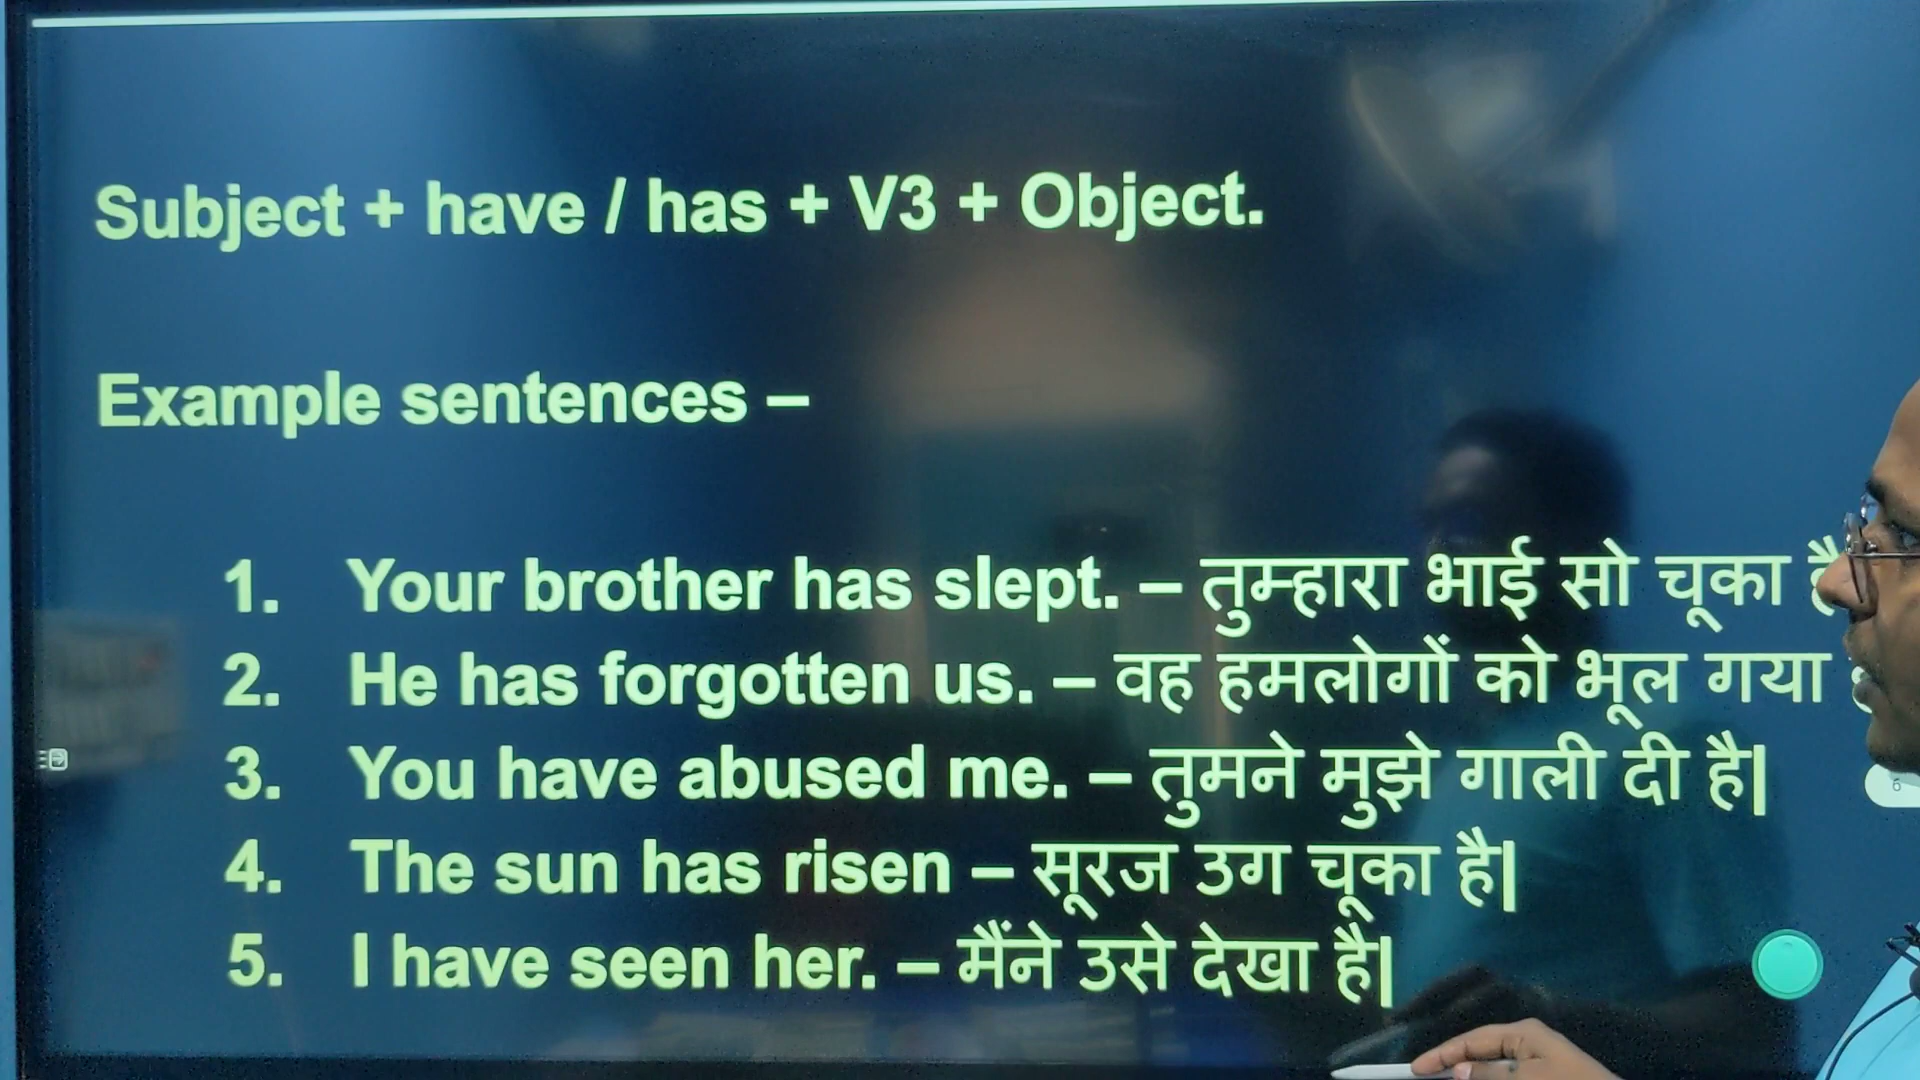 Subject + have / has + V3 + Object.
Example sentences –
1. Your brother has slept. – तुम्हारा भाई सो चूका
2. He has forgotten us. – वह हमलोगों को भूल गया
3. You have abused me. – तुमने मुझे गाली दी है|
4. The sun has risen – सूरज उग चूका है|
5. I have seen her. – मैंने उसे देखा है|